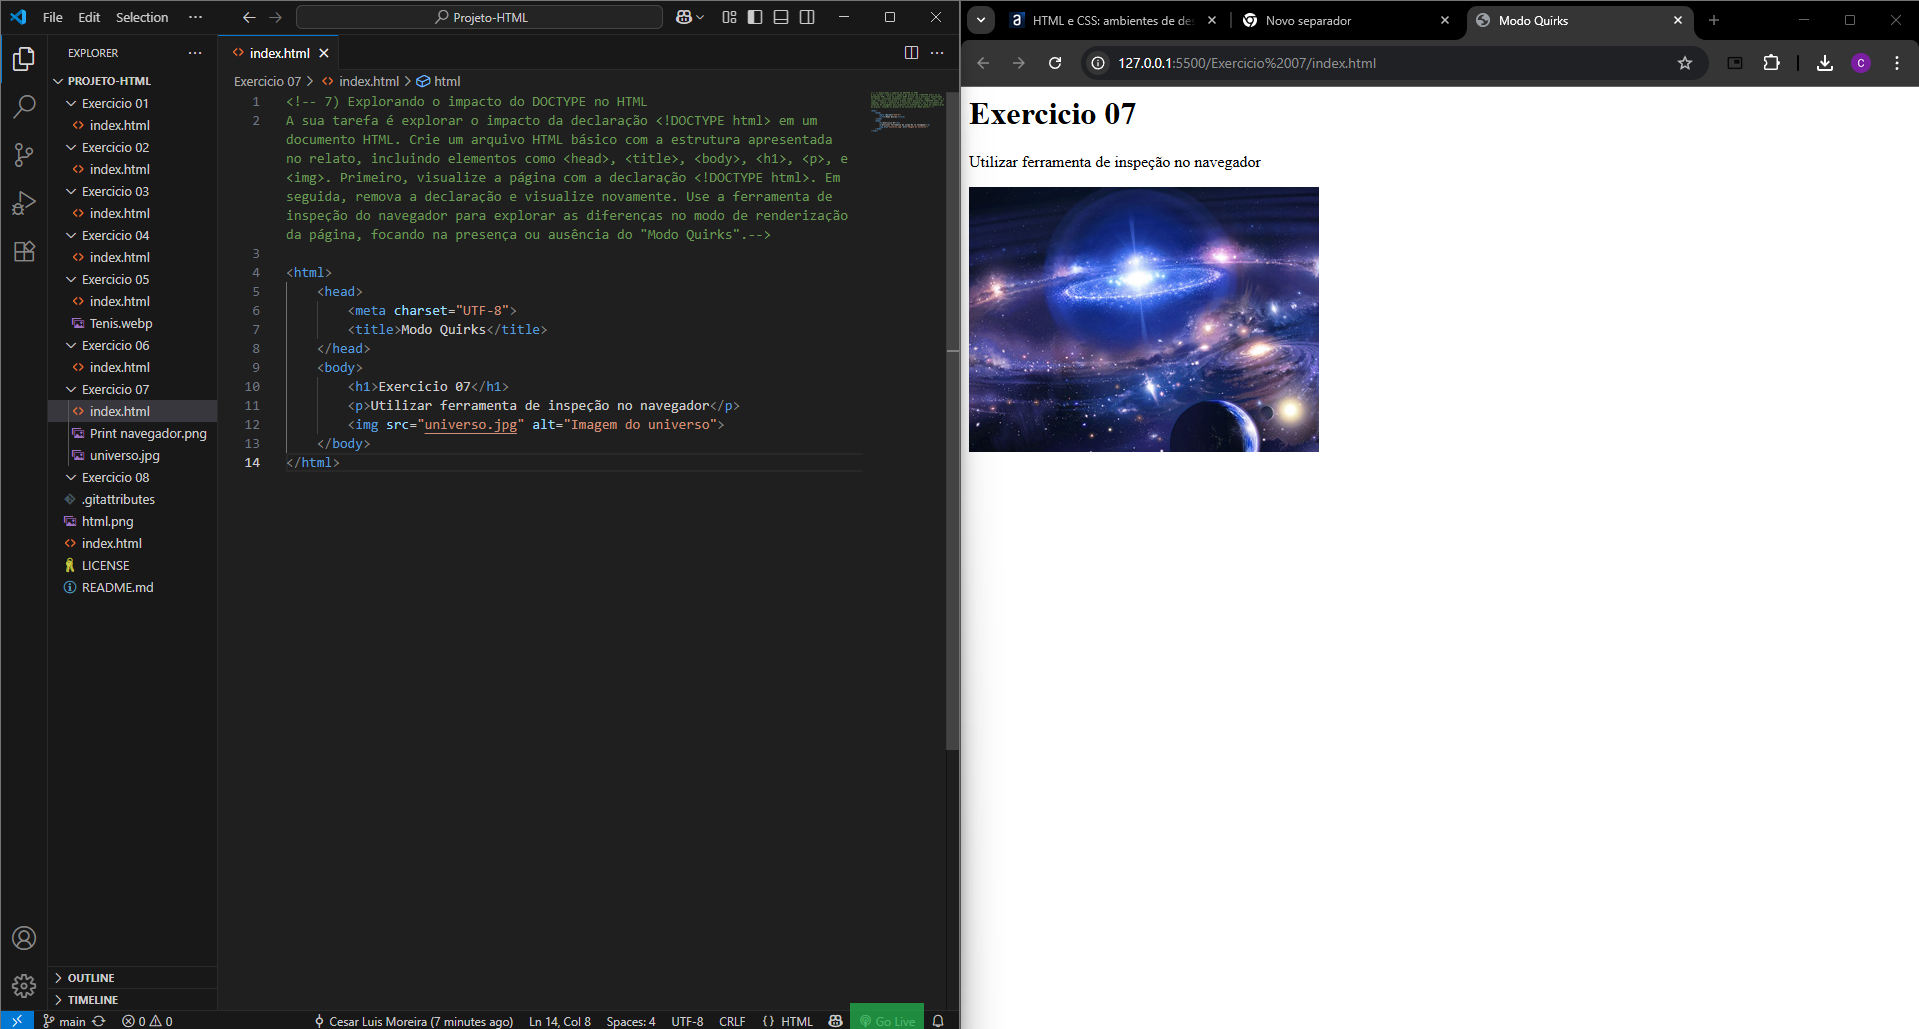 File Edit Selection ···
Projeto-HTML
EXPLORER
PROJETO-HTML
Exercicio 01
index.html
Exercicio 02
index.html
Exercicio 03
index.html
Exercicio 04
index.html
Exercicio 05
index.html
Tenis.webp
Exercicio 06
index.html
Exercicio 07
index.html
Print navegador.png
universo.jpg
Exercicio 08
.gitattributes
html.png
index.html
LICENSE
README.md
OUTLINE
TIMELINE
index.html
Exercicio 07 > index.html > html
1 <!-- 7) Explorando o impacto do DOCTYPE no HTML
2 A sua tarefa é explorar o impacto da declaração <!DOCTYPE html> em um
documento HTML. Crie um arquivo HTML básico com a estrutura apresentada
no relato, incluindo elementos como <head>, <title>, <body>, <h1>, <p>, e
<img>. Primeiro, visualize a página com a declaração <!DOCTYPE html>. Em
seguida, remova a declaração e visualize novamente. Use a ferramenta de
inspeção do navegador para explorar as diferenças no modo de renderização
da página, focando na presença ou ausência do "Modo Quirks".-->
3
4 <html>
5 <head>
6 <meta charset="UTF-8">
7 <title>Modo Quirks</title>
8 </head>
9 <body>
10 <h1>Exercicio 07</h1>
11 <p>Utilizar ferramenta de inspeção no navegador</p>
12 <img src="universo.jpg" alt="Imagem do universo">
13 </body>
14 </html>
main 0 0 Cesar Luis Moreira (7 minutes ago) Ln 14, Col 8 Spaces: 4 UTF-8 CRLF {} HTML Go Live
HTML e CSS: ambientes de des
Novo separador
Modo Quirks
127.0.0.1:5500/Exercicio%2007/index.html
C
Exercicio 07
Utilizar ferramenta de inspeção no navegador